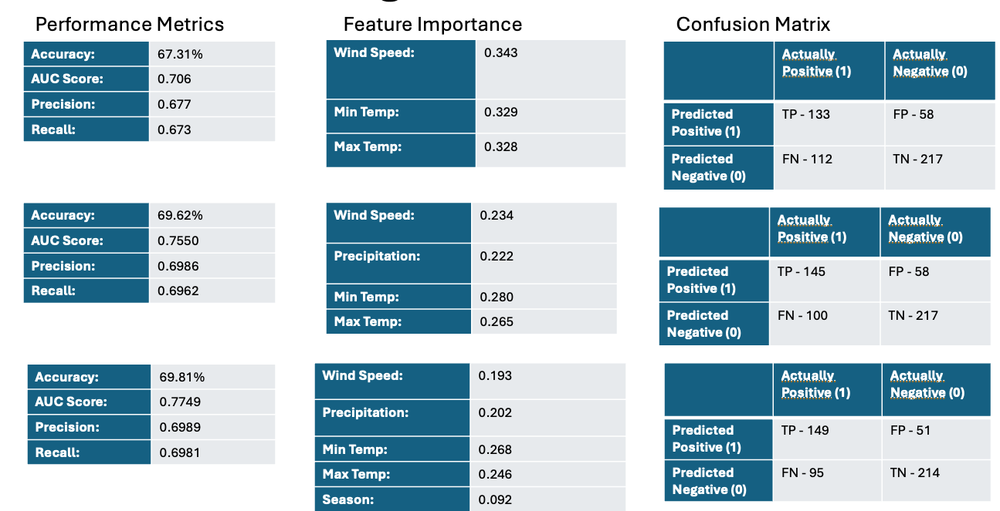 Performance Metrics
Feature Importance
Confusion Matrix
Accuracy: 67.31%
AUC Score: 0.706
Precision: 0.677
Recall: 0.673
Wind Speed: 0.343
Min Temp: 0.329
Max Temp: 0.328
Actually Actually
Positive (1) Negative (0)
Predicted TP - 133 FP - 58
Positive (1)
Predicted FN - 112 TN - 217
Negative (0)
Accuracy: 69.62%
AUC Score: 0.7550
Precision: 0.6986
Recall: 0.6962
Wind Speed: 0.234
Precipitation: 0.222
Min Temp: 0.280
Max Temp: 0.265
Actually Actually
Positive (1) Negative (0)
Predicted TP - 145 FP - 58
Positive (1)
Predicted FN - 100 TN - 217
Negative (0)
Accuracy: 69.81%
AUC Score: 0.7749
Precision: 0.6989
Recall: 0.6981
Wind Speed: 0.193
Precipitation: 0.202
Min Temp: 0.268
Max Temp: 0.246
Season: 0.092
Actually Actually
Positive (1) Negative (0)
Predicted TP - 149 FP - 51
Positive (1)
Predicted FN - 95 TN - 214
Negative (0)